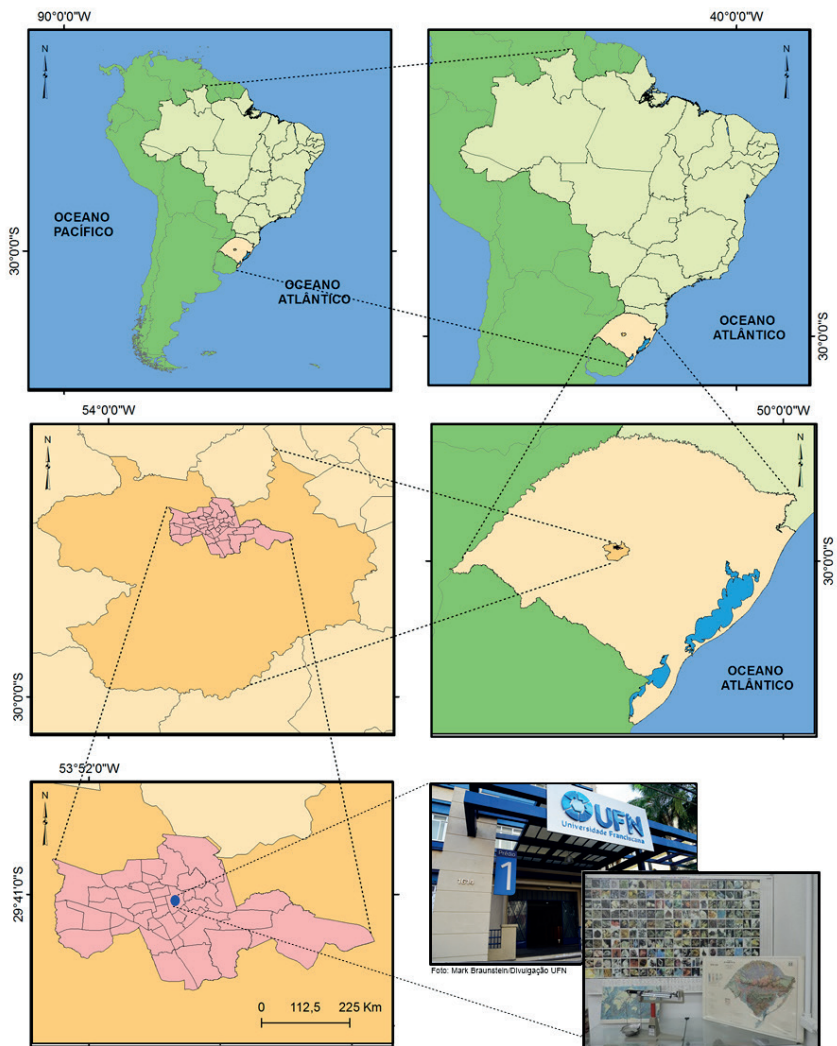 90°0'0"W
40°0'0"W
N
N
OCEANO
PACÍFICO
OCEANO
ATLÂNTICO
30°0'0"S
OCEANO
ATLÂNTICO
30°0'0"S
54°0'0"W
50°0'0"W
N
N
30°0'0"S
30°0'0"S
OCEANO
ATLÂNTICO
53°52'0"W
N
29°41'0"S
0 112,5 225 Km
UFN
Universidade Franciscana
1
Foto: Mark Braunstein/Divulgação UFN